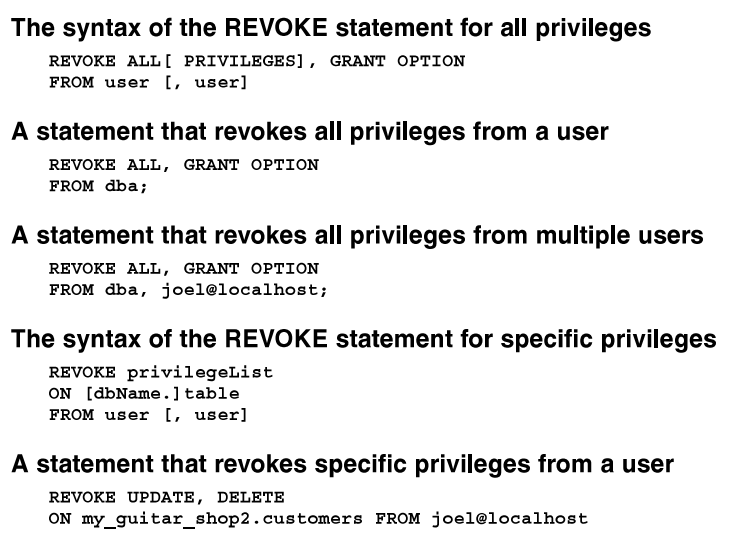 The syntax of the REVOKE statement for all privileges
REVOKE ALL[ PRIVILEGES], GRANT OPTION
FROM user [, user]
A statement that revokes all privileges from a user
REVOKE ALL, GRANT OPTION
FROM dba;
A statement that revokes all privileges from multiple users
REVOKE ALL, GRANT OPTION
FROM dba, joel@localhost;
The syntax of the REVOKE statement for specific privileges
REVOKE privilegeList
ON [dbName.]table
FROM user [, user]
A statement that revokes specific privileges from a user
REVOKE UPDATE, DELETE
ON my_guitar_shop2.customers FROM joel@localhost